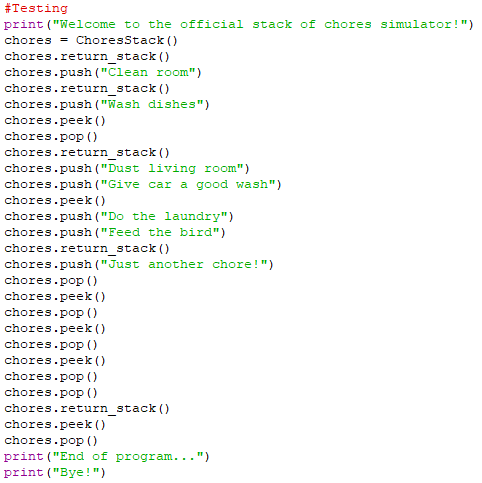 #Testing
print("Welcome to the official stack of chores simulator!")
chores = ChoresStack()
chores.return_stack()
chores.push("Clean room")
chores.return_stack()
chores.push("Wash dishes")
chores.peek()
chores.pop()
chores.return_stack()
chores.push("Dust living room")
chores.push("Give car a good wash")
chores.peek()
chores.push("Do the laundry")
chores.push("Feed the bird")
chores.return_stack()
chores.push("Just another chore!")
chores.pop()
chores.peek()
chores.pop()
chores.peek()
chores.pop()
chores.peek()
chores.pop()
chores.pop()
chores.return_stack()
chores.peek()
chores.pop()
print("End of program...")
print("Bye!")